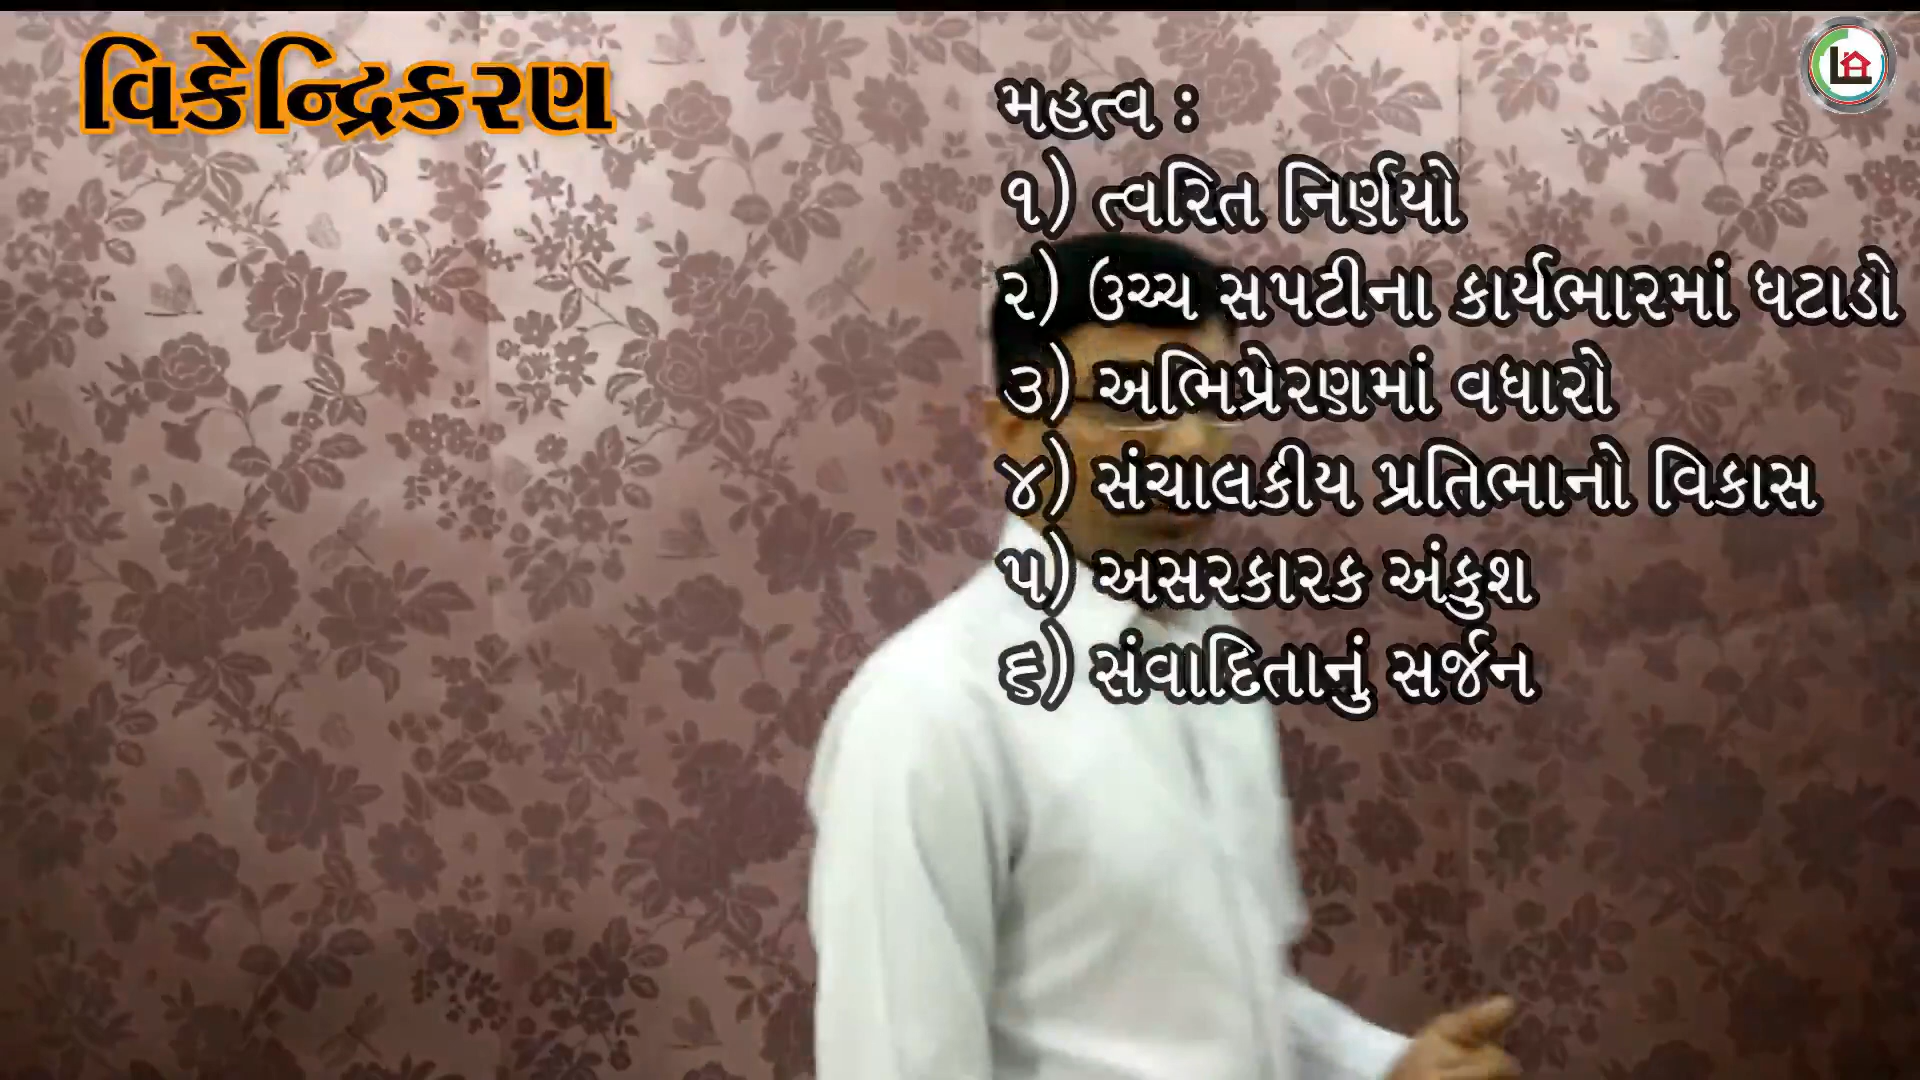 વિકેન્દ્રિકરણ
મહત્વ :
૧) ત્વરિત નિર્ણયો
૨) ઉચ્ચ સપટીના કાર્યભારમાં ધટાડો
૩) અભિપ્રેરણમાં વધારો
૪) સંચાલકીય પ્રતિભાનો વિકાસ
૫) અસરકારક અંકુશ
૬) સંવાદિતાનું સર્જન